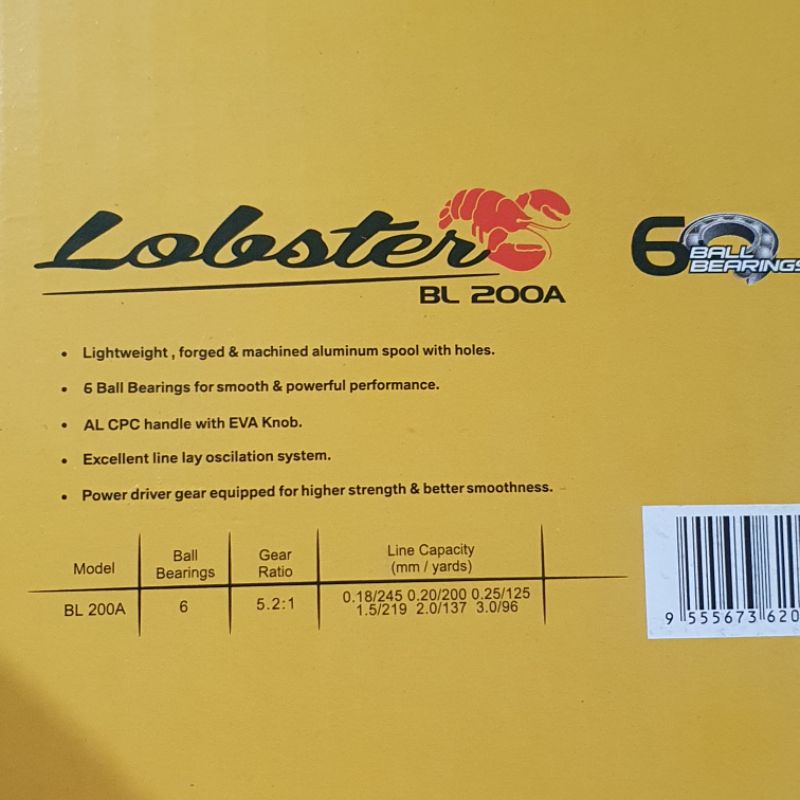 Lobster
BL 200A
6 BALL BEARINGS
• Lightweight , forged & machined aluminum spool with holes.
• 6 Ball Bearings for smooth & powerful performance.
• AL CPC handle with EVA Knob.
• Excellent line lay oscilation system.
• Power driver gear equipped for higher strength & better smoothness.
Model Ball Bearings Gear Ratio Line Capacity (mm / yards)
BL 200A 6 5.2:1 0.18/245 0.20/200 0.25/125
1.5/219 2.0/137 3.0/96
9 555673 620